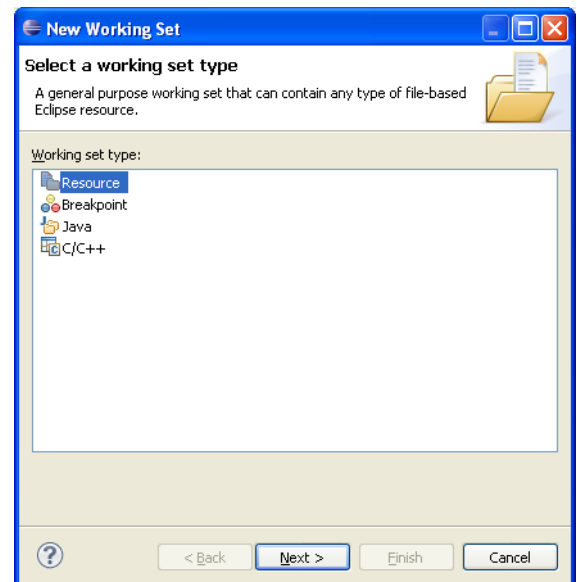 New Working Set
Select a working set type
A general purpose working set that can contain any type of file-based
Eclipse resource.
Working set type:
Resource
Breakpoint
Java
C/C++
? < Back Next > Finish Cancel